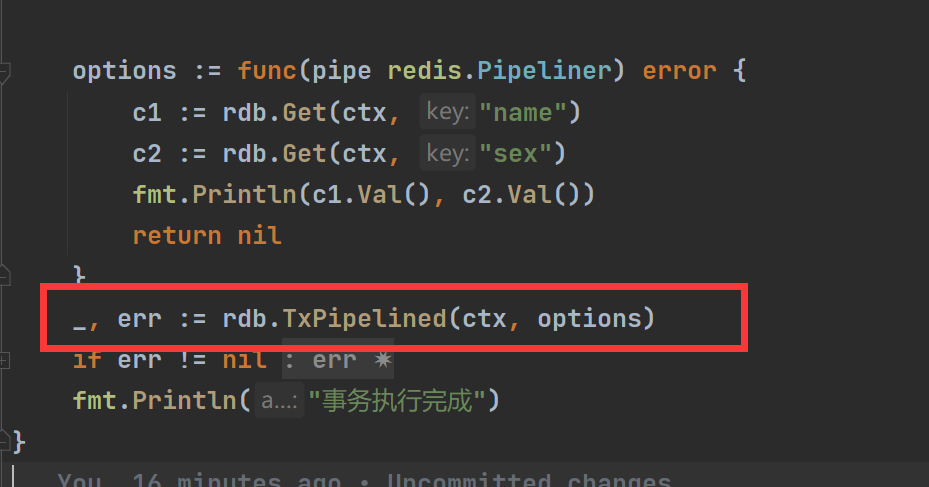 options := func(pipe redis.Pipeliner) error {
c1 := rdb.Get(ctx, key: "name")
c2 := rdb.Get(ctx, key: "sex")
fmt.Println(c1.Val(), c2.Val())
return nil
}
_, err := rdb.TxPipelined(ctx, options)
if err != nil : err ✷
fmt.Println( a...: "事务执行完成")
}
You, 16 minutes ago • Uncommitted changes